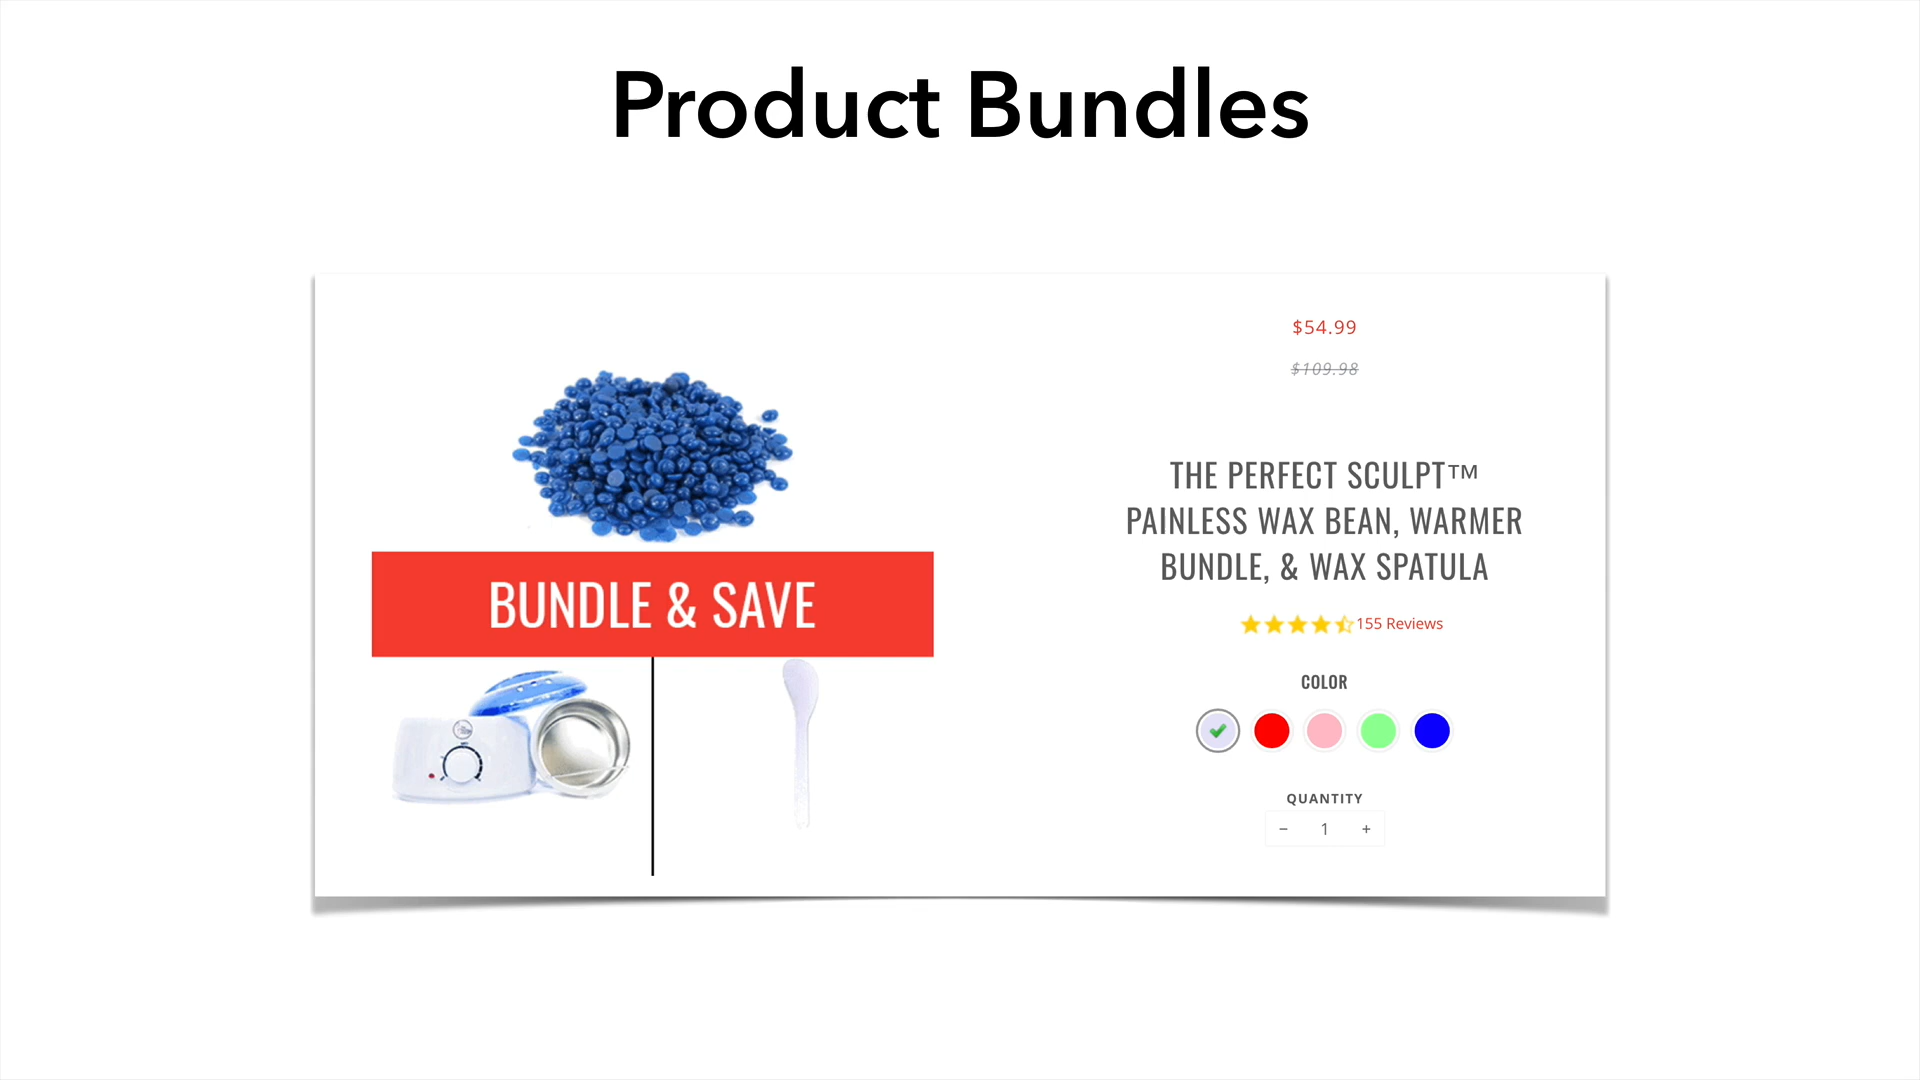 Product Bundles
$54.99
$109.98
THE PERFECT SCULPT™
PAINLESS WAX BEAN, WARMER
BUNDLE, & WAX SPATULA
155 Reviews
COLOR
QUANTITY
− 1 +
BUNDLE & SAVE